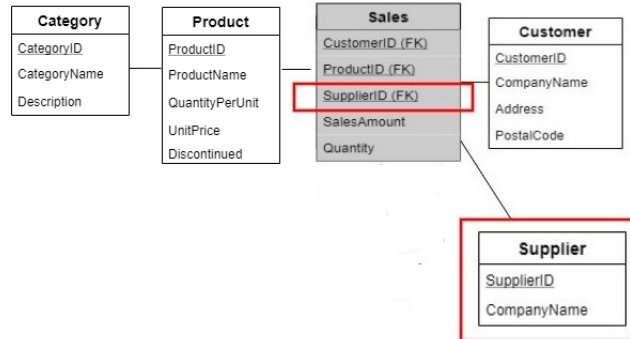 Category
CategoryID
CategoryName
Description
Product
ProductID
ProductName
QuantityPerUnit
UnitPrice
Discontinued
Sales
CustomerID (FK)
ProductID (FK)
SupplierID (FK)
SalesAmount
Quantity
Customer
CustomerID
CompanyName
Address
PostalCode
Supplier
SupplierID
CompanyName